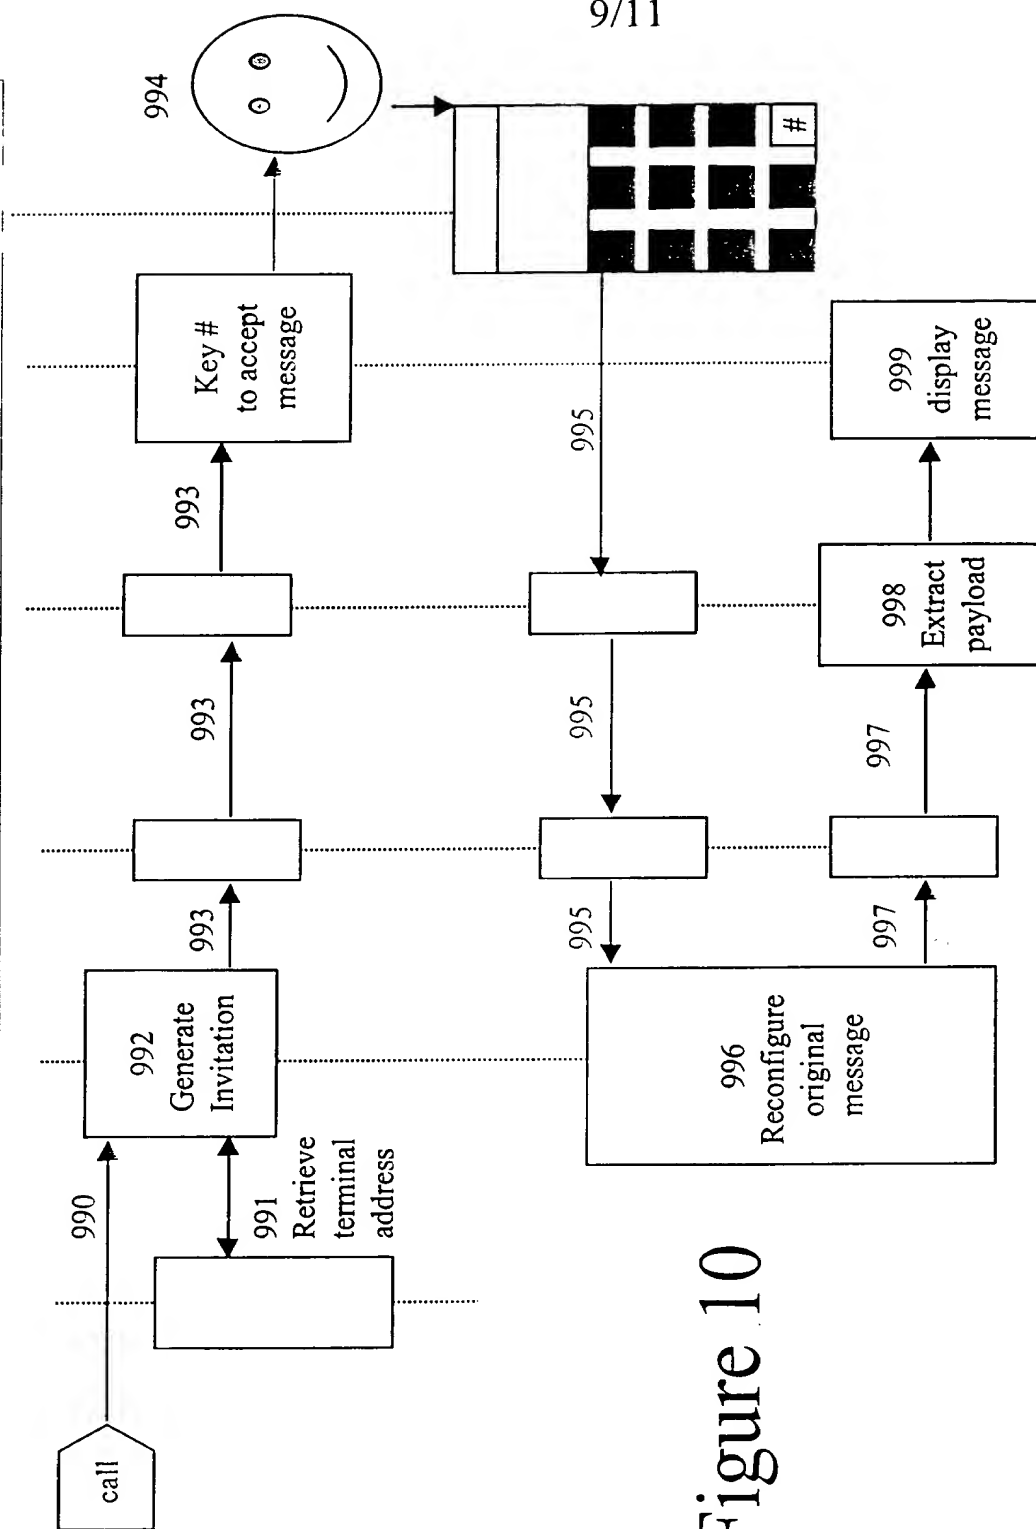 9/11
call
990
991
Retrieve
terminal
address
992
Generate
Invitation
993
993
993
Key #
to accept
message
994
#
995
995
995
996
Reconfigure
original
message
997
997
998
Extract
payload
999
display
message
Figure 10